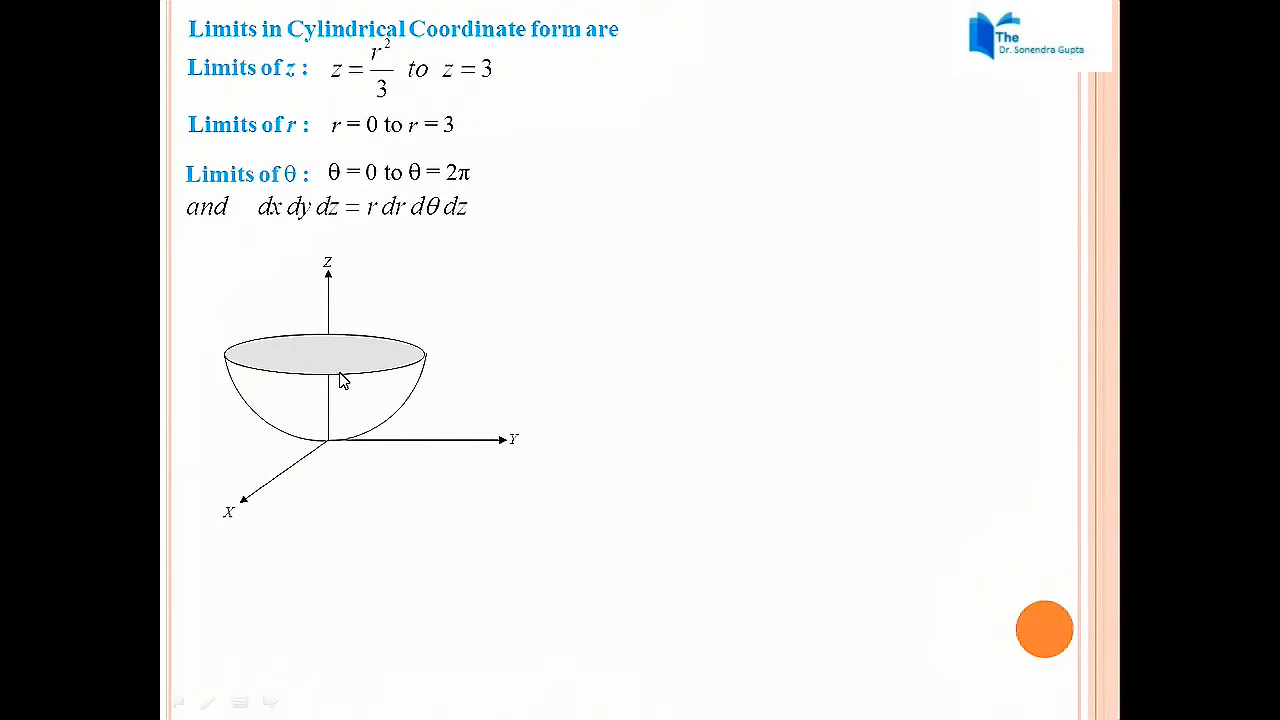 Limits in Cylindrical Coordinate form are
Limits of z : z = r²/3 to z = 3
Limits of r : r = 0 to r = 3
Limits of θ : θ = 0 to θ = 2π
and dx dy dz = r dr dθ dz
The
Dr. Sonendra Gupta
Z
Y
X